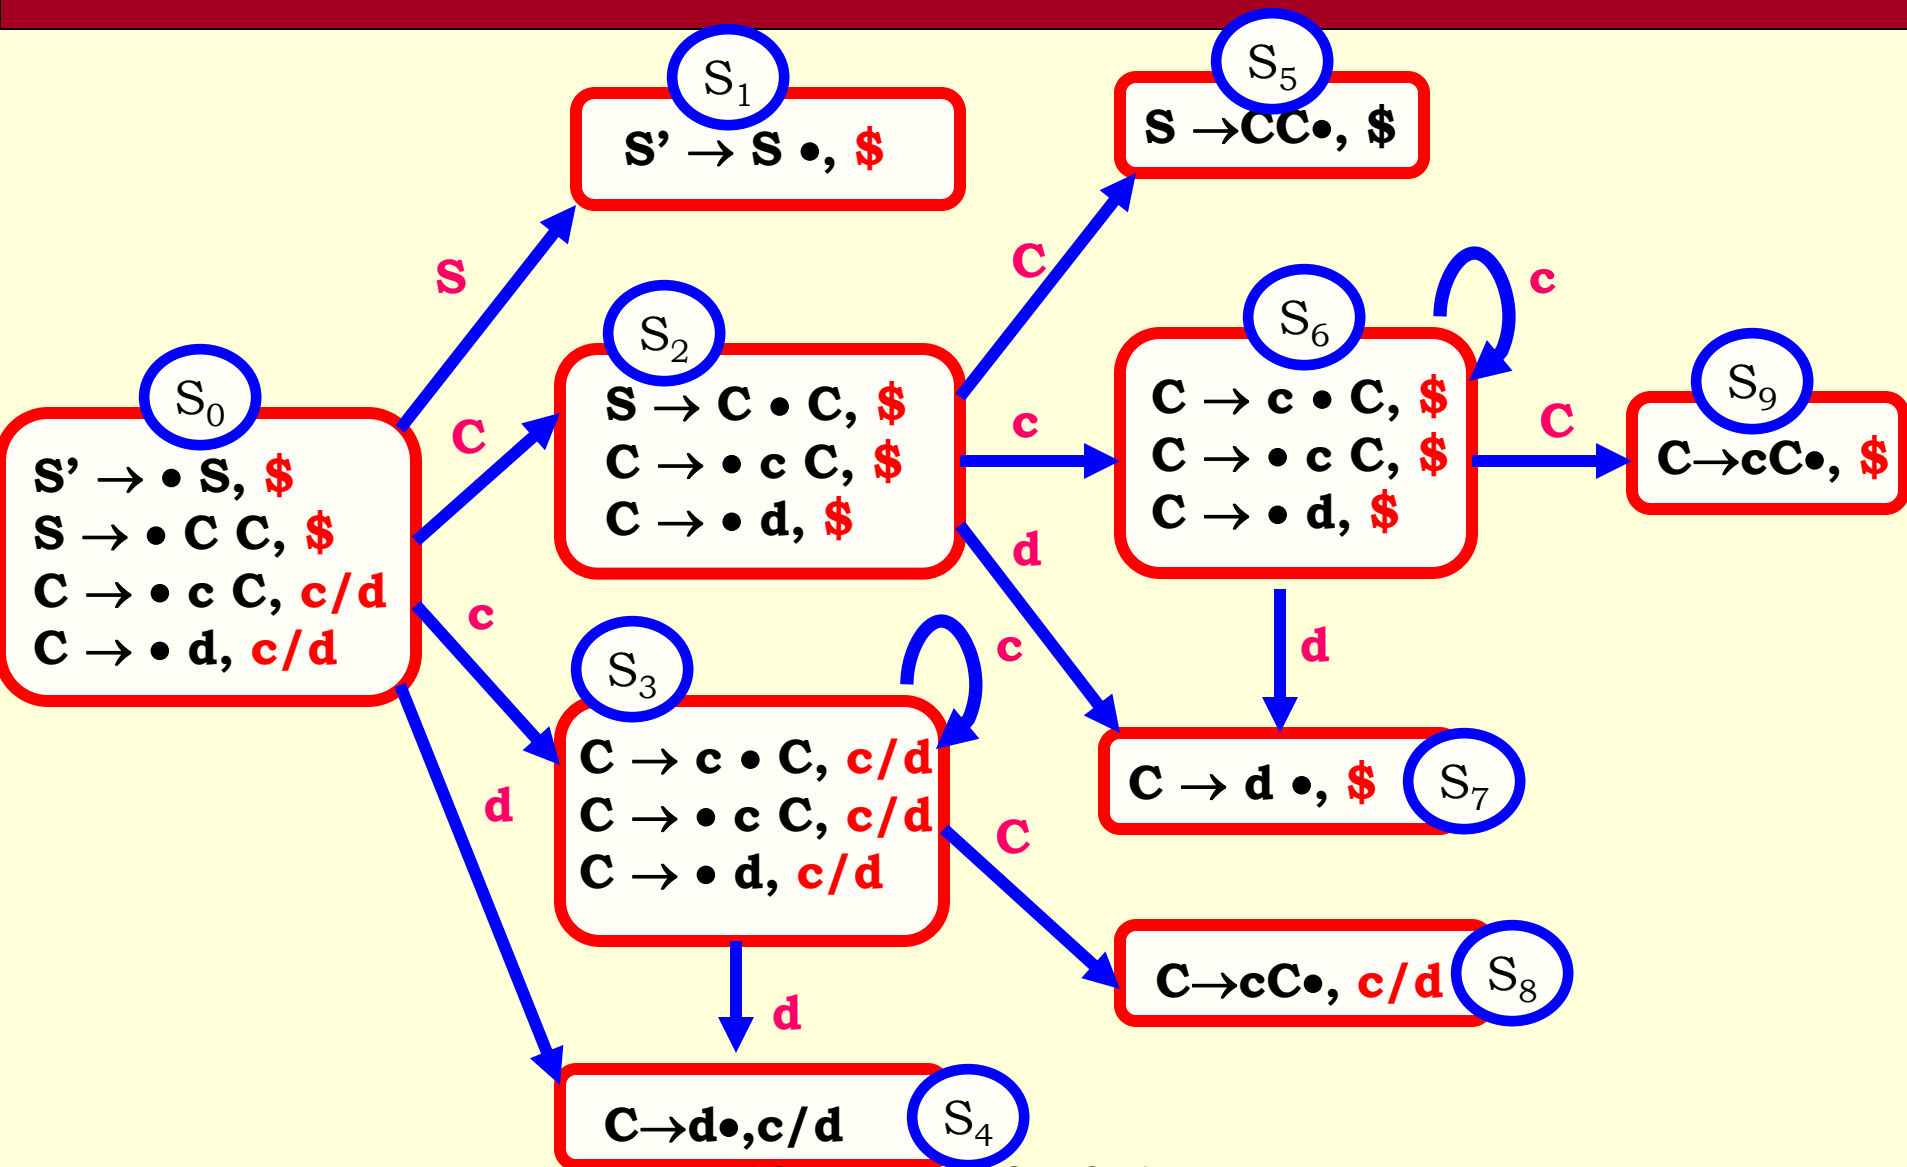 S₀
S’ → • S, $
S → • C C, $
C → • c C, c/d
C → • d, c/d
S
C
c
d
S₁
S’ → S •, $
S₂
S → C • C, $
C → • c C, $
C → • d, $
C
c
d
S₃
C → c • C, c/d
C → • c C, c/d
C → • d, c/d
c
C
d
S₄
C→d•,c/d
S₅
S →CC•, $
S₆
C → c • C, $
C → • c C, $
C → • d, $
c
C
d
S₇
C → d •, $
S₈
C→cC•, c/d
S₉
C→cC•, $